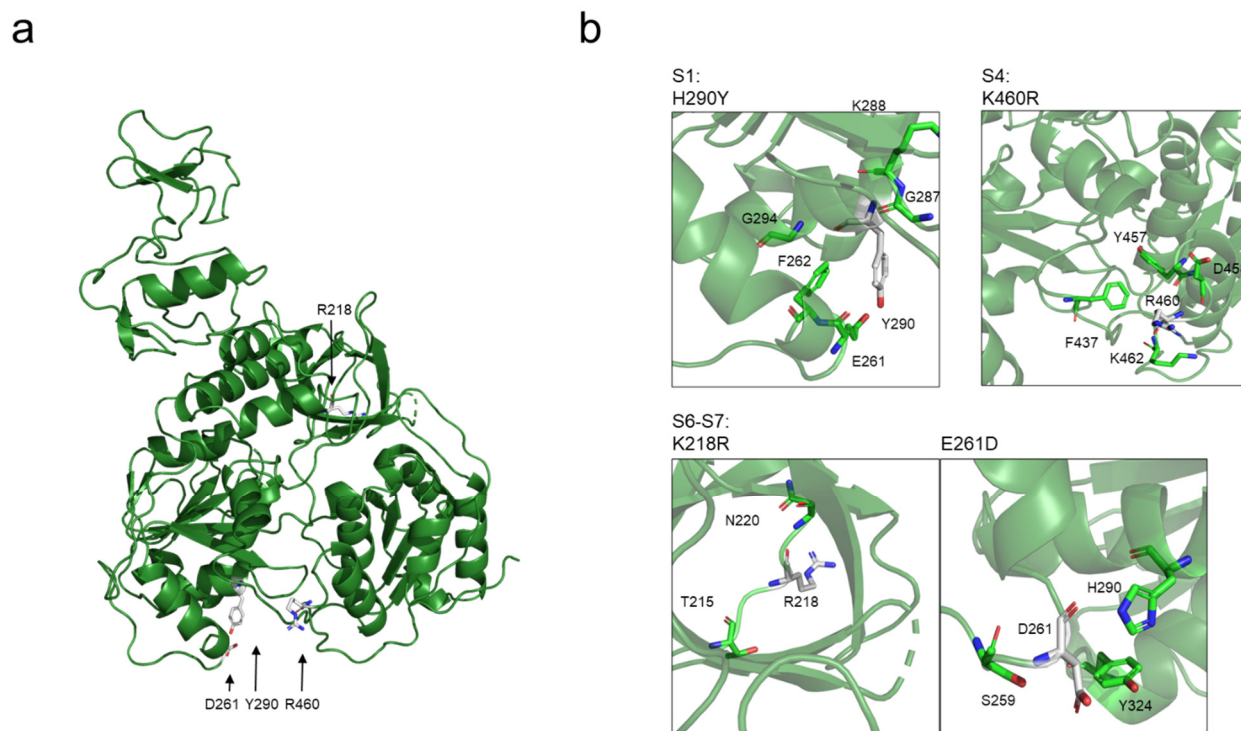 a
b
R218
D261 Y290 R460
S1:
H290Y
K288
G287
G294
F262
Y290
E261
S4:
K460R
Y457
R460
F437
K462
S6-S7:
K218R
N220
T215
R218
E261D
H290
D261
S259
Y324